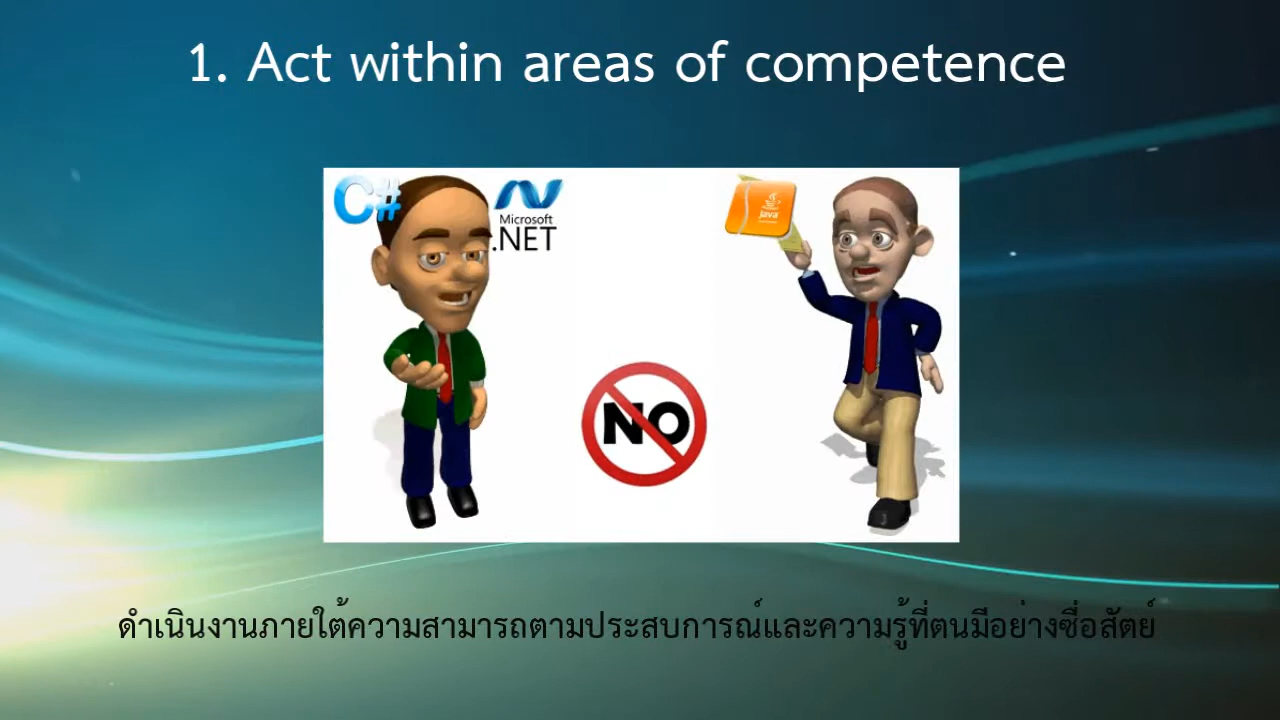 1. Act within areas of competence
C#
Microsoft
.NET
Java
NO
ดำเนินงานภายใต้ความสามารถตามประสบการณ์และความรู้ที่ตนมีอย่างซื่อสัตย์